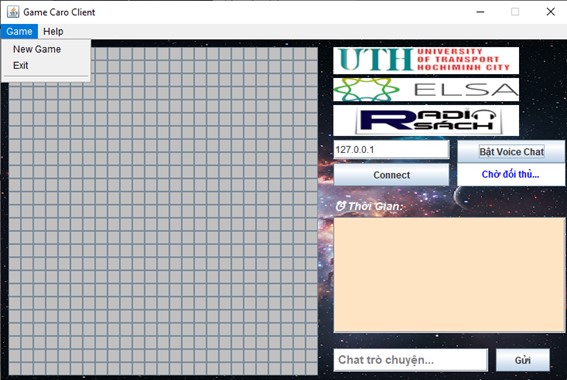 Game Caro Client
Game Help
New Game
Exit
UTH UNIVERSITY
OF TRANSPORT
HOCHIMINH CITY
ELSA
RADIO
SÁCH
127.0.0.1
Bật Voice Chat
Connect
Chờ đối thủ...
Thời Gian:
Chat trò chuyện...
Gửi